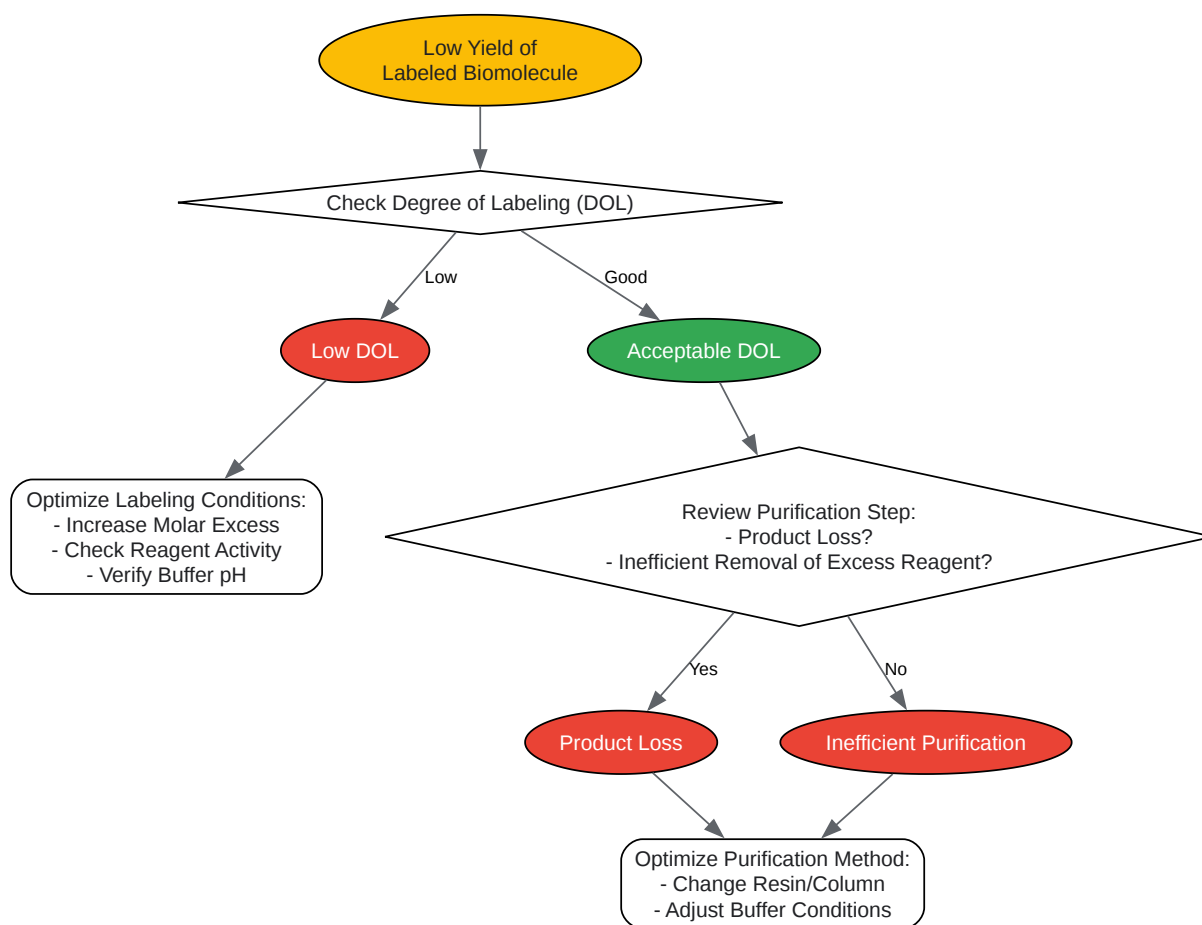 Low Yield of
Labeled Biomolecule
Check Degree of Labeling (DOL)
Low
Good
Low DOL
Acceptable DOL
Optimize Labeling Conditions:
- Increase Molar Excess
- Check Reagent Activity
- Verify Buffer pH
Review Purification Step:
- Product Loss?
- Inefficient Removal of Excess Reagent?
Yes
No
Product Loss
Inefficient Purification
Optimize Purification Method:
- Change Resin/Column
- Adjust Buffer Conditions